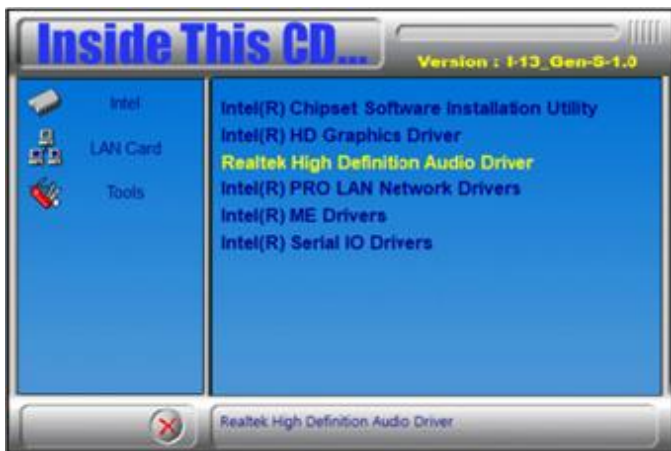 Inside This CD...
Version : I-13_Gen-S-1.0
Intel
LAN Card
Tools
Intel(R) Chipset Software Installation Utility
Intel(R) HD Graphics Driver
Realtek High Definition Audio Driver
Intel(R) PRO LAN Network Drivers
Intel(R) ME Drivers
Intel(R) Serial IO Drivers
Realtek High Definition Audio Driver